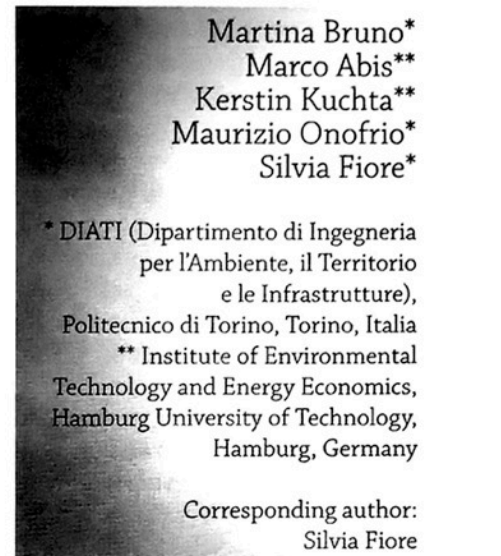 Martina Bruno*
Marco Abis**
Kerstin Kuchta**
Maurizio Onofrio*
Silvia Fiore*
* DIATI (Dipartimento di Ingegneria
per l'Ambiente, il Territorio
e le Infrastrutture),
Politecnico di Torino, Torino, Italia
** Institute of Environmental
Technology and Energy Economics,
Hamburg University of Technology,
Hamburg, Germany
Corresponding author:
Silvia Fiore